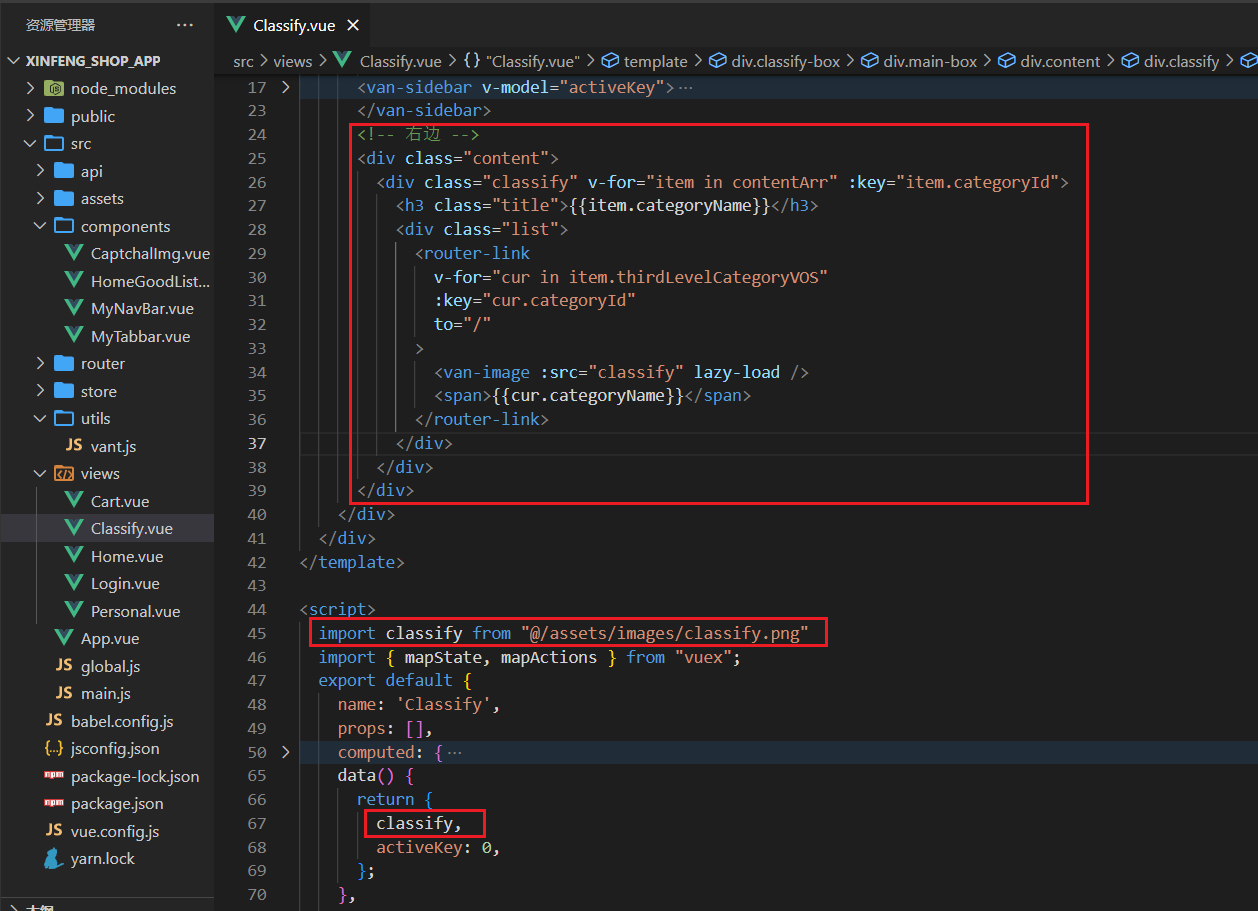 资源管理器 ···
XINFENG_SHOP_APP
node_modules
public
src
api
assets
components
CaptchalImg.vue
HomeGoodList...
MyNavBar.vue
MyTabbar.vue
router
store
utils
JS vant.js
views
Cart.vue
Classify.vue
Home.vue
Login.vue
Personal.vue
App.vue
JS global.js
JS main.js
JS babel.config.js
{..} jsconfig.json
npm package-lock.json
npm package.json
JS vue.config.js
yarn.lock
大纲
Classify.vue
src > views > Classify.vue > {} "Classify.vue" > template > div.classify-box > div.main-box > div.content > div.classify >
17 <van-sidebar v-model="activeKey"> ···
23 </van-sidebar>
24 <!-- 右边 -->
25 <div class="content">
26 <div class="classify" v-for="item in contentArr" :key="item.categoryId">
27 <h3 class="title">{{item.categoryName}}</h3>
28 <div class="list">
29 <router-link
30 v-for="cur in item.thirdLevelCategoryVOS"
31 :key="cur.categoryId"
32 to="/"
33 >
34 <van-image :src="classify" lazy-load />
35 <span>{{cur.categoryName}}</span>
36 </router-link>
37 </div>
38 </div>
39 </div>
40 </div>
41 </div>
42 </template>
43
44 <script>
45 import classify from "@/assets/images/classify.png"
46 import { mapState, mapActions } from "vuex";
47 export default {
48 name: 'Classify',
49 props: [],
50 computed: { ···
65 data() {
66 return {
67 classify,
68 activeKey: 0,
69 };
70 },